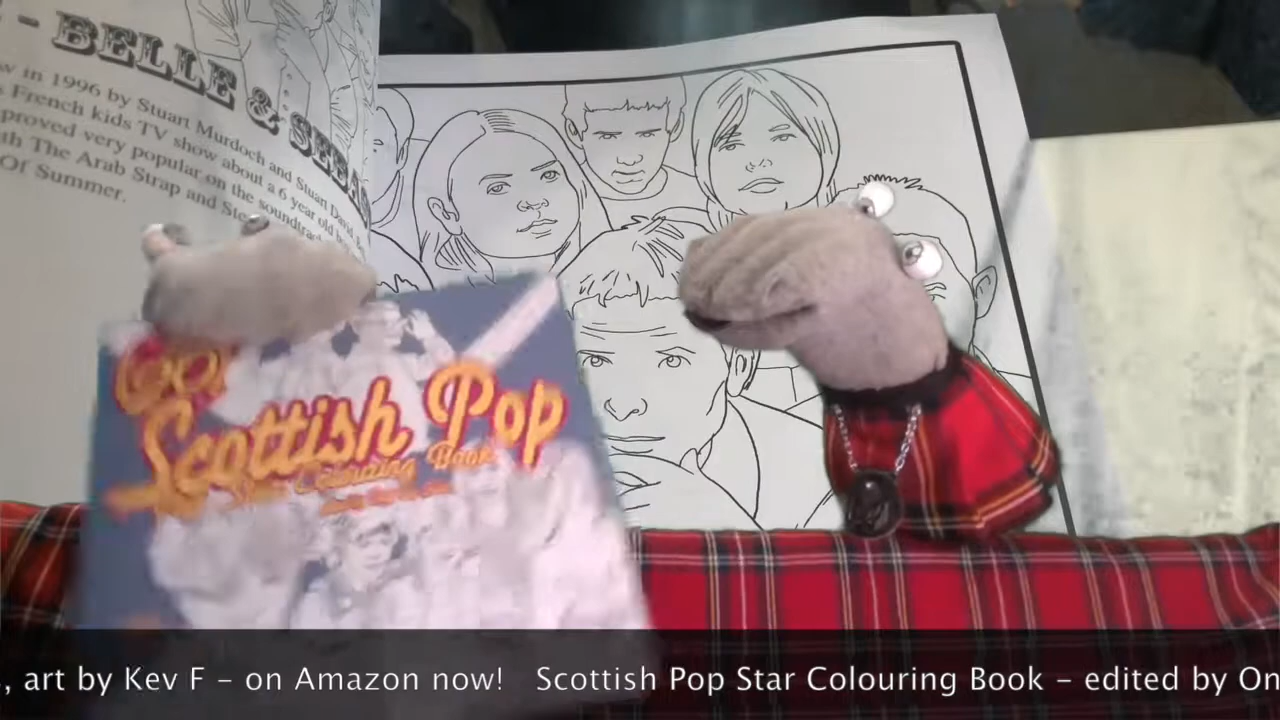 - BELLE & SEBA
w in 1996 by Stuart Murdoch and Stuart David,
French kids TV show about a 6 year old
proved very popular on the soundtra
th The Arab Strap and Ste
Of Summer.
Scottish Pop
Colouring Book
, art by Kev F – on Amazon now! Scottish Pop Star Colouring Book – edited by On